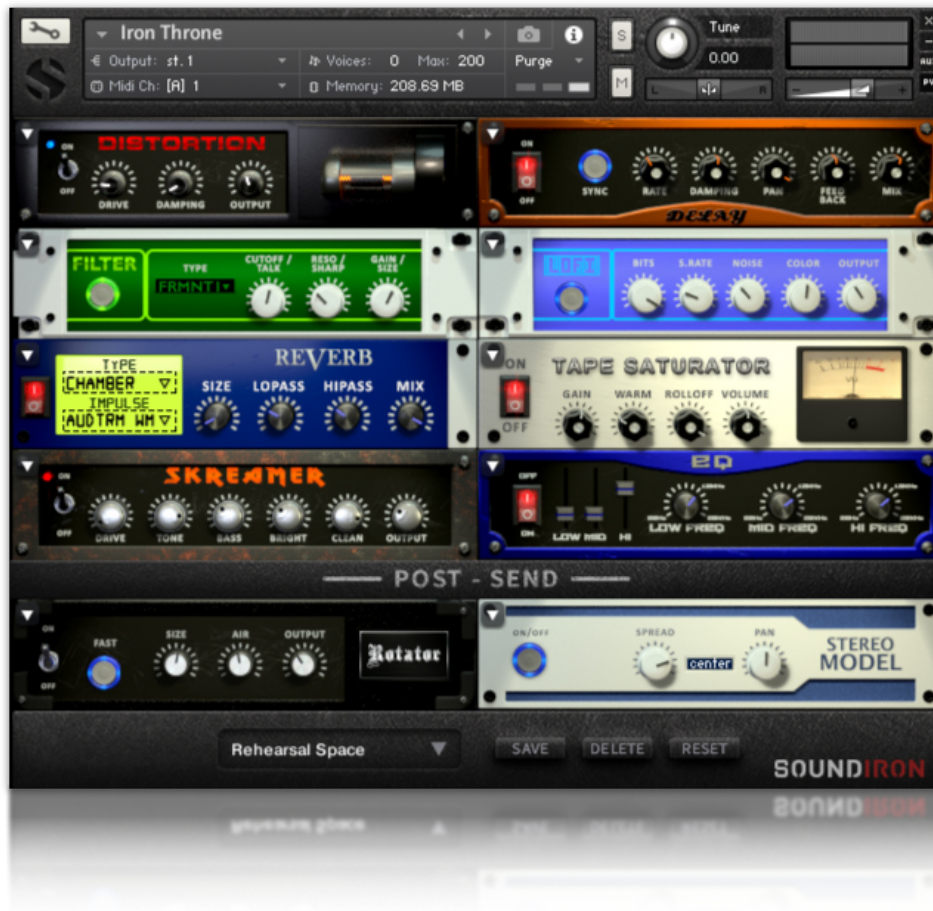 Iron Throne
Output: st. 1
Voices: 0 Max: 200
Purge
Midi Ch: [A] 1
Memory: 208.69 MB
S
M
Tune
0.00
L R
- +
AUX
PV
DISTORTION
ON
OFF
DRIVE DAMPING OUTPUT
ON
OFF
SYNC RATE DAMPING PAN FEED BACK MIX
DELAY
FILTER
TYPE
FRMNT I
CUTOFF / TALK
RESO / SHARP
GAIN / SIZE
LOFI
BITS S.RATE NOISE COLOR OUTPUT
REVERB
TYPE
CHAMBER
IMPULSE
AUDTRM WM
SIZE LOPASS HIPASS MIX
TAPE SATURATOR
ON
OFF
GAIN WARM ROLLOFF VOLUME
VU
SKREAMER
ON
OFF
DRIVE TONE BASS BRIGHT CLEAN OUTPUT
EQ
OFF
ON
LOW MID HI
LOW FREQ MID FREQ HI FREQ
POST - SEND
ON
OFF
FAST SIZE AIR OUTPUT
Rotator
ON/OFF
SPREAD
center
PAN
STEREO
MODEL
Rehearsal Space
SAVE DELETE RESET
SOUNDIRON